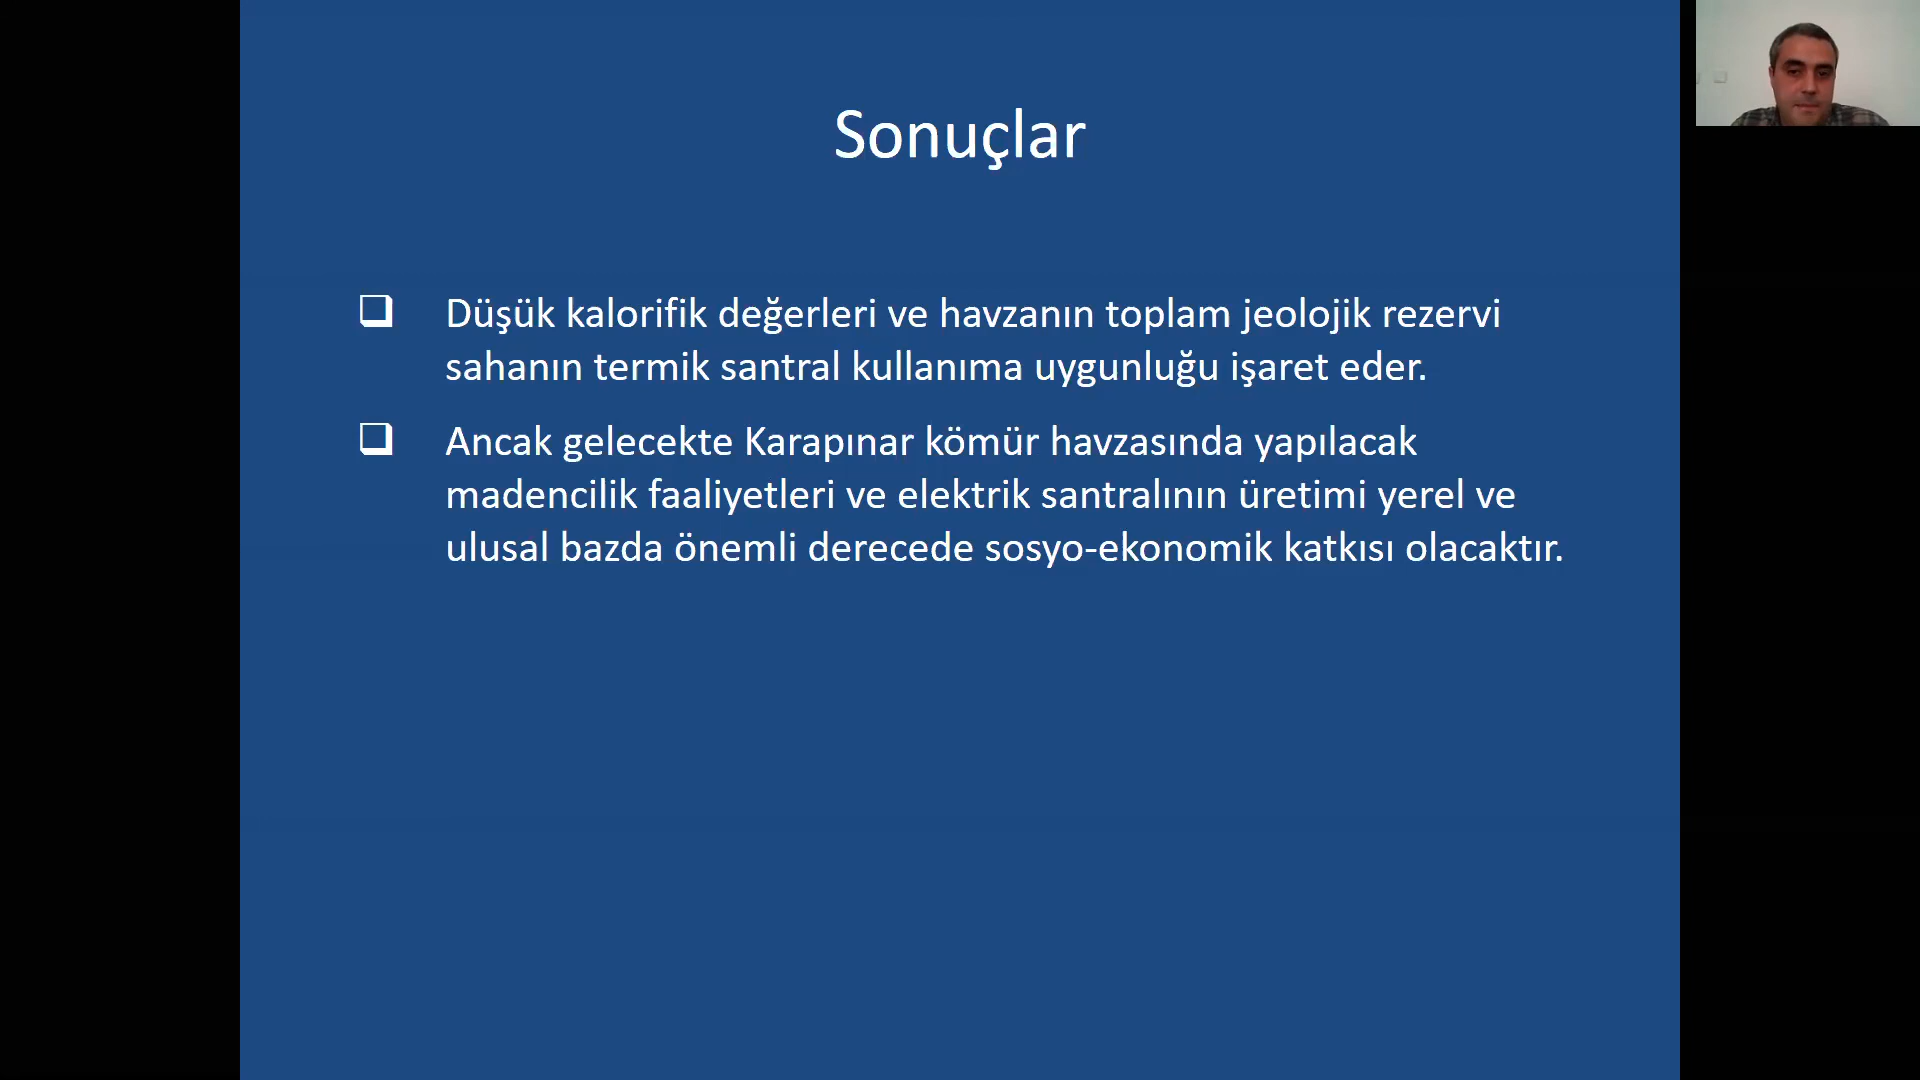 Sonuçlar
Düşük kalorifik değerleri ve havzanın toplam jeolojik rezervi
sahanın termik santral kullanıma uygunluğu işaret eder.
Ancak gelecekte Karapınar kömür havzasında yapılacak
madencilik faaliyetleri ve elektrik santralının üretimi yerel ve
ulusal bazda önemli derecede sosyo-ekonomik katkısı olacaktır.